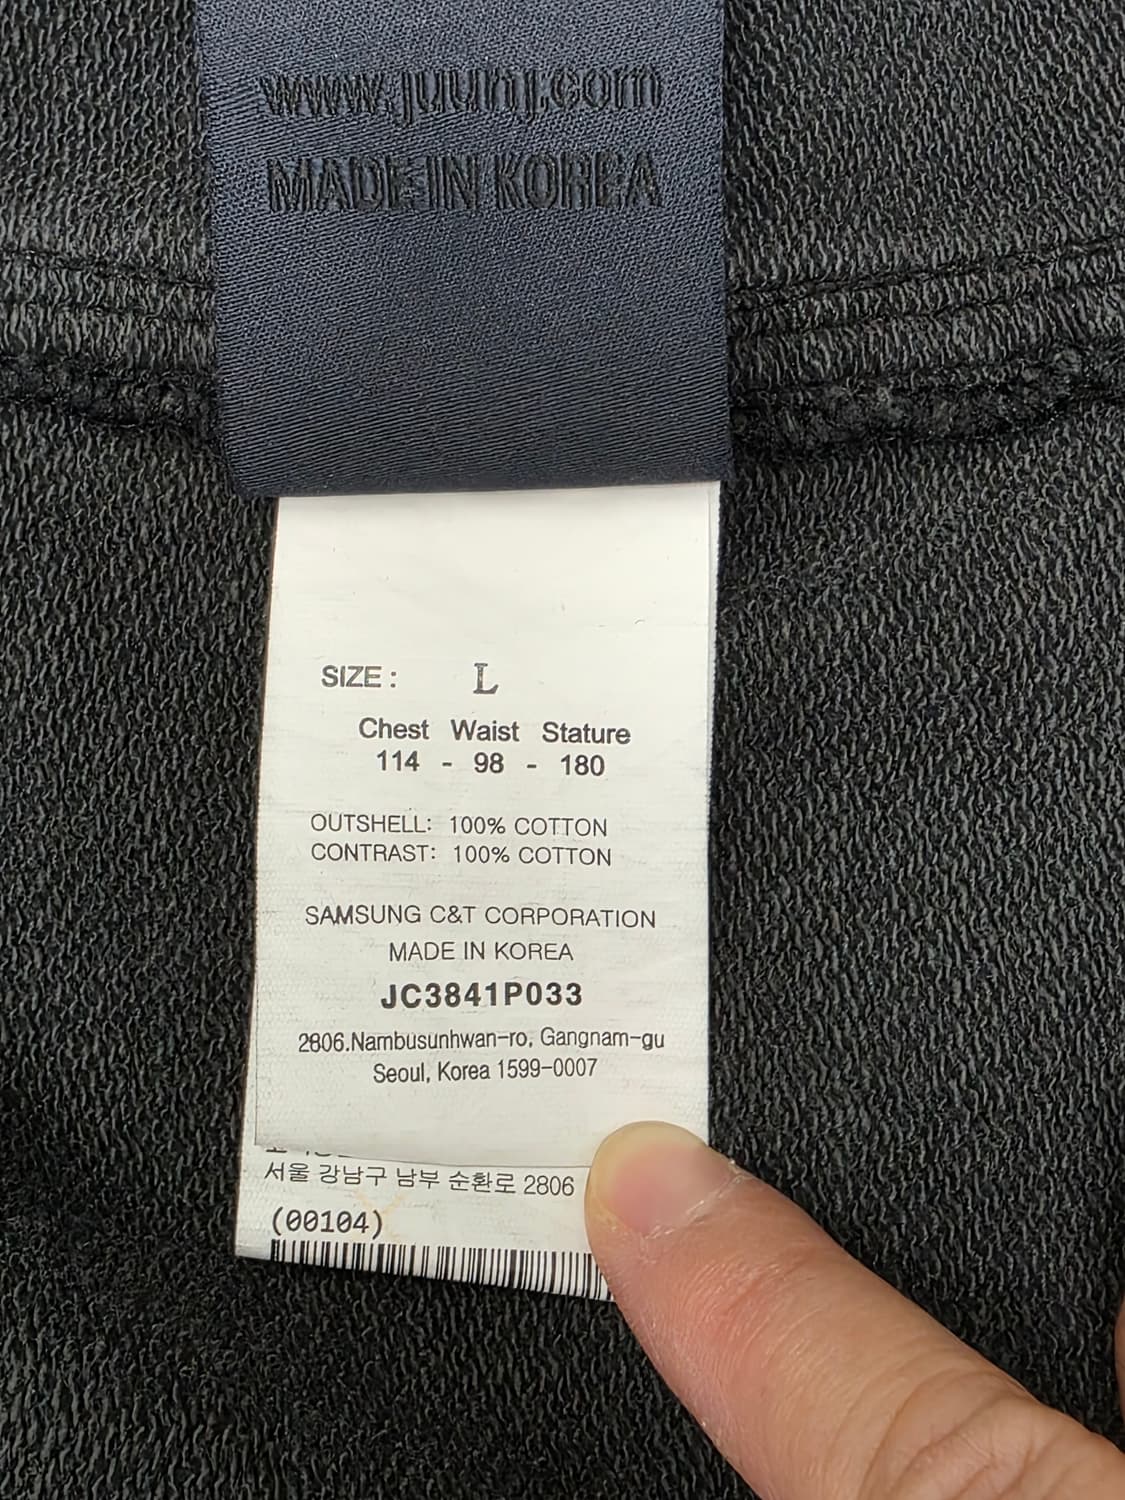 www.juunj.com
MADE IN KOREA
SIZE : L
Chest Waist Stature
114 - 98 - 180
OUTSHELL: 100% COTTON
CONTRAST: 100% COTTON
SAMSUNG C&T CORPORATION
MADE IN KOREA
JC3841P033
2806.Nambusunhwan-ro, Gangnam-gu
Seoul, Korea 1599-0007
서울 강남구 남부 순환로 2806
(00104)